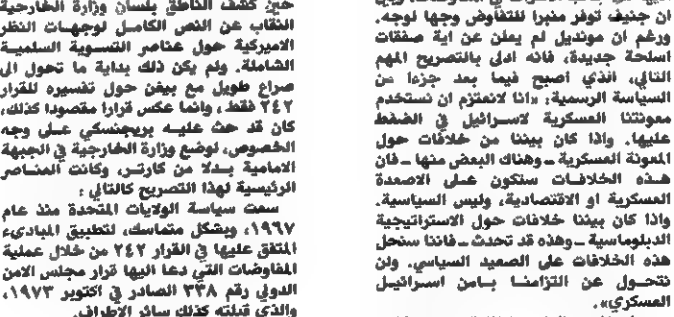 ان جنيف توفر منبرا للتفاوض وجها لوجه.
ورغم ان مونديل لم يعلن عن اية صفقات
اسلحة جديدة، فانه ادلى بالتصريح المهم
التالي، الذي اصبح فيما بعد جزءا من
السياسة الرسمية: «انا لانعتزم ان نستخدم
معونتنا العسكرية لاسرائيل في الضغط
عليها. واذا كان بيننا من خلافات حول
المعونة العسكرية ــ وهناك البعض منها ــ فان
هذه الخلافات ستكون على الاصعدة
العسكرية او الاقتصادية، وليس السياسية.
واذا كان بيننا خلافات حول الاستراتيجية
الدبلوماسية ــ وهذه قد تحدث ــ فاننا سنحل
هذه الخلافات على الصعيد السياسي. ولن
نتحول عن التزامنا بامن اسرائيل
العسكري».
حين كشف الناطق بلسان وزارة الخارجية
النقاب عن النص الكامل لوجهات النظر
الاميركية حول عناصر التسوية السلمية
الشاملة. ولم يكن ذلك بداية ما تحول الى
صراع طويل مع بيغن حول تفسيره للقرار
٢٤٢ فقط، وانما عكس قرارا مقصودا كذلك،
كان قد حث عليه بريجنسكي على وجه
الخصوص، لوضع وزارة الخارجية في الجبهة
الامامية بدلا من كارتر، وكانت العناصر
الرئيسية لهذا التصريح كالتالي :
سعت سياسة الولايات المتحدة منذ عام
١٩٦٧، وبشكل متماسك، لتطبيق المبادىء
المتفق عليها في القرار ٢٤٢ من خلال عملية
المفاوضات التي دعا اليها قرار مجلس الامن
الدولي رقم ٣٣٨ الصادر في اكتوبر ١٩٧٣،
والذي قبلته كذلك سائر الاطراف.